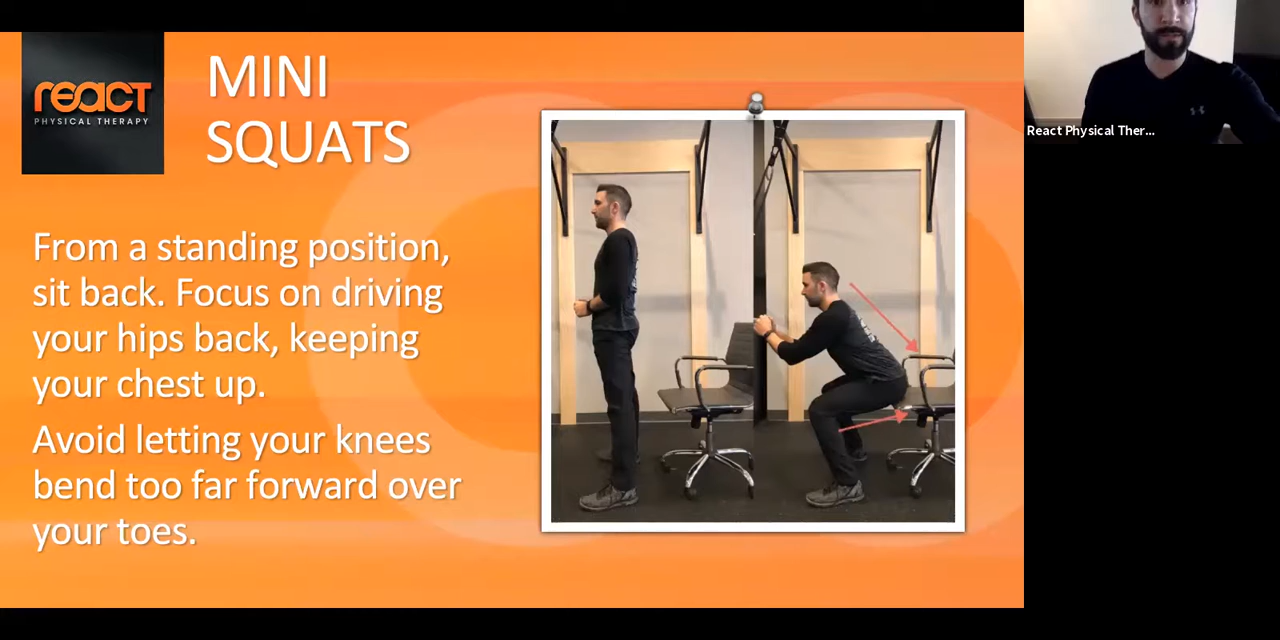 react
PHYSICAL THERAPY
MINI
SQUATS
From a standing position,
sit back. Focus on driving
your hips back, keeping
your chest up.
Avoid letting your knees
bend too far forward over
your toes.
React Physical Ther...